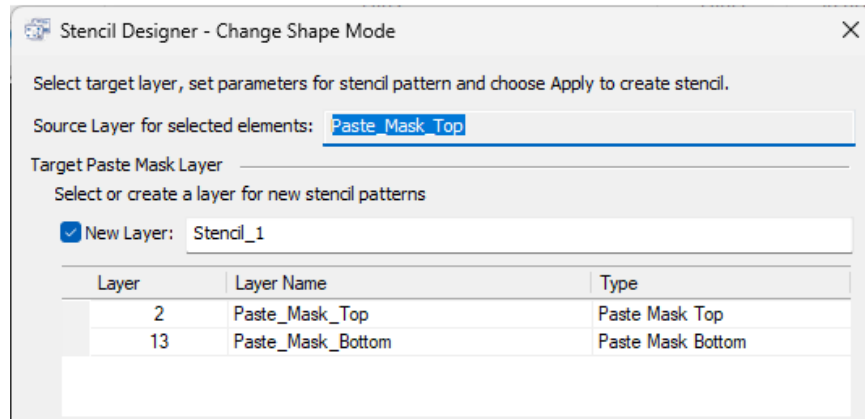 Stencil Designer - Change Shape Mode
Select target layer, set parameters for stencil pattern and choose Apply to create stencil.
Source Layer for selected elements: Paste_Mask_Top
Target Paste Mask Layer
Select or create a layer for new stencil patterns
New Layer: Stencil_1
Layer Layer Name Type
2 Paste_Mask_Top Paste Mask Top
13 Paste_Mask_Bottom Paste Mask Bottom